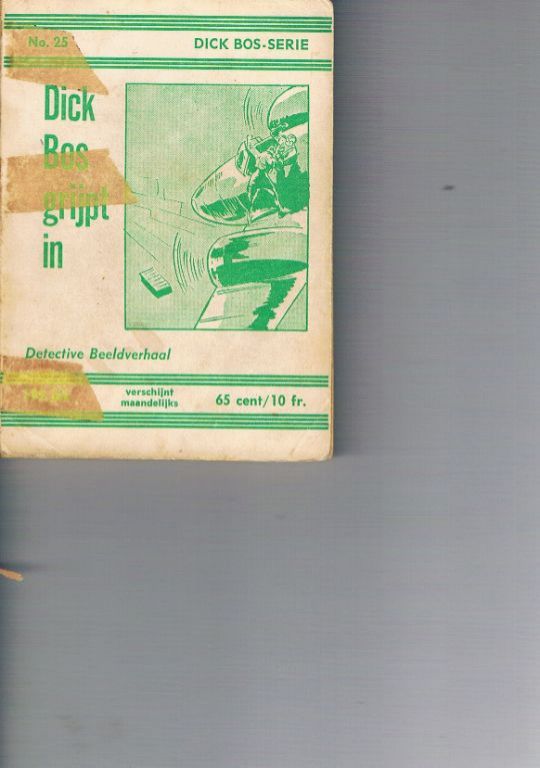 No. 25
DICK BOS-SERIE
Dick
Bos
grijpt
in
Detective Beeldverhaal
verschijnt
maandelijks
65 cent/10 fr.